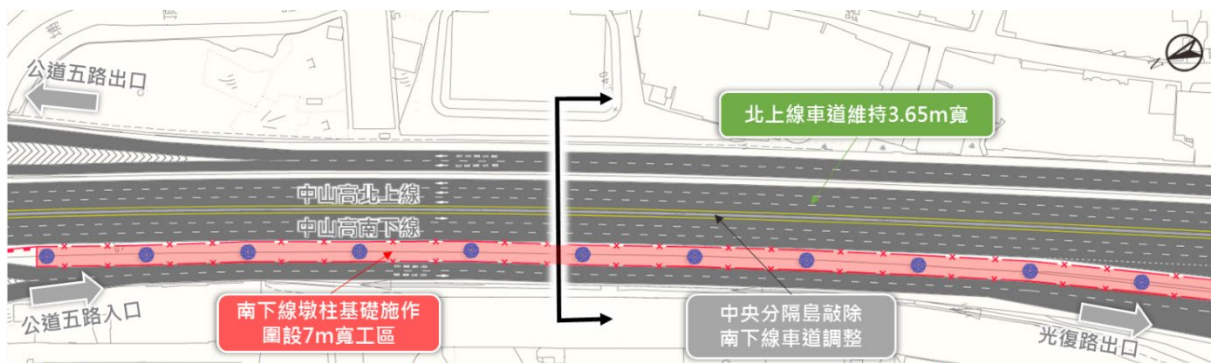 公道五路出口
北上線車道維持3.65m寬
中山高北上線
中山高南下線
公道五路入口
南下線墩柱基礎施作
圍設7m寬工區
中央分隔島敲除
南下線車道調整
光復路出口